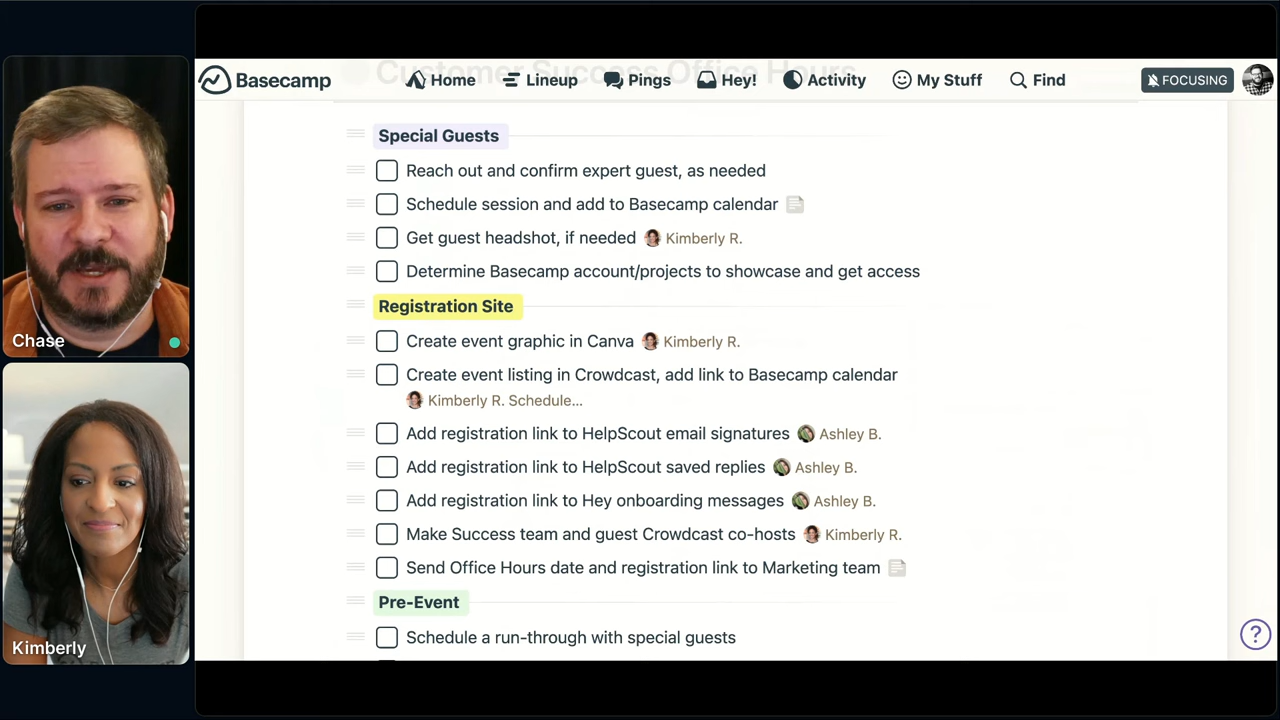 Customer Success Office Hours
Basecamp
Home
Lineup
Pings
Hey!
Activity
My Stuff
Find
FOCUSING
Special Guests
Reach out and confirm expert guest, as needed
Schedule session and add to Basecamp calendar
Get guest headshot, if needed Kimberly R.
Determine Basecamp account/projects to showcase and get access
Registration Site
Create event graphic in Canva Kimberly R.
Create event listing in Crowdcast, add link to Basecamp calendar
Kimberly R. Schedule...
Add registration link to HelpScout email signatures Ashley B.
Add registration link to HelpScout saved replies Ashley B.
Add registration link to Hey onboarding messages Ashley B.
Make Success team and guest Crowdcast co-hosts Kimberly R.
Send Office Hours date and registration link to Marketing team
Pre-Event
Schedule a run-through with special guests
?
Chase
Kimberly